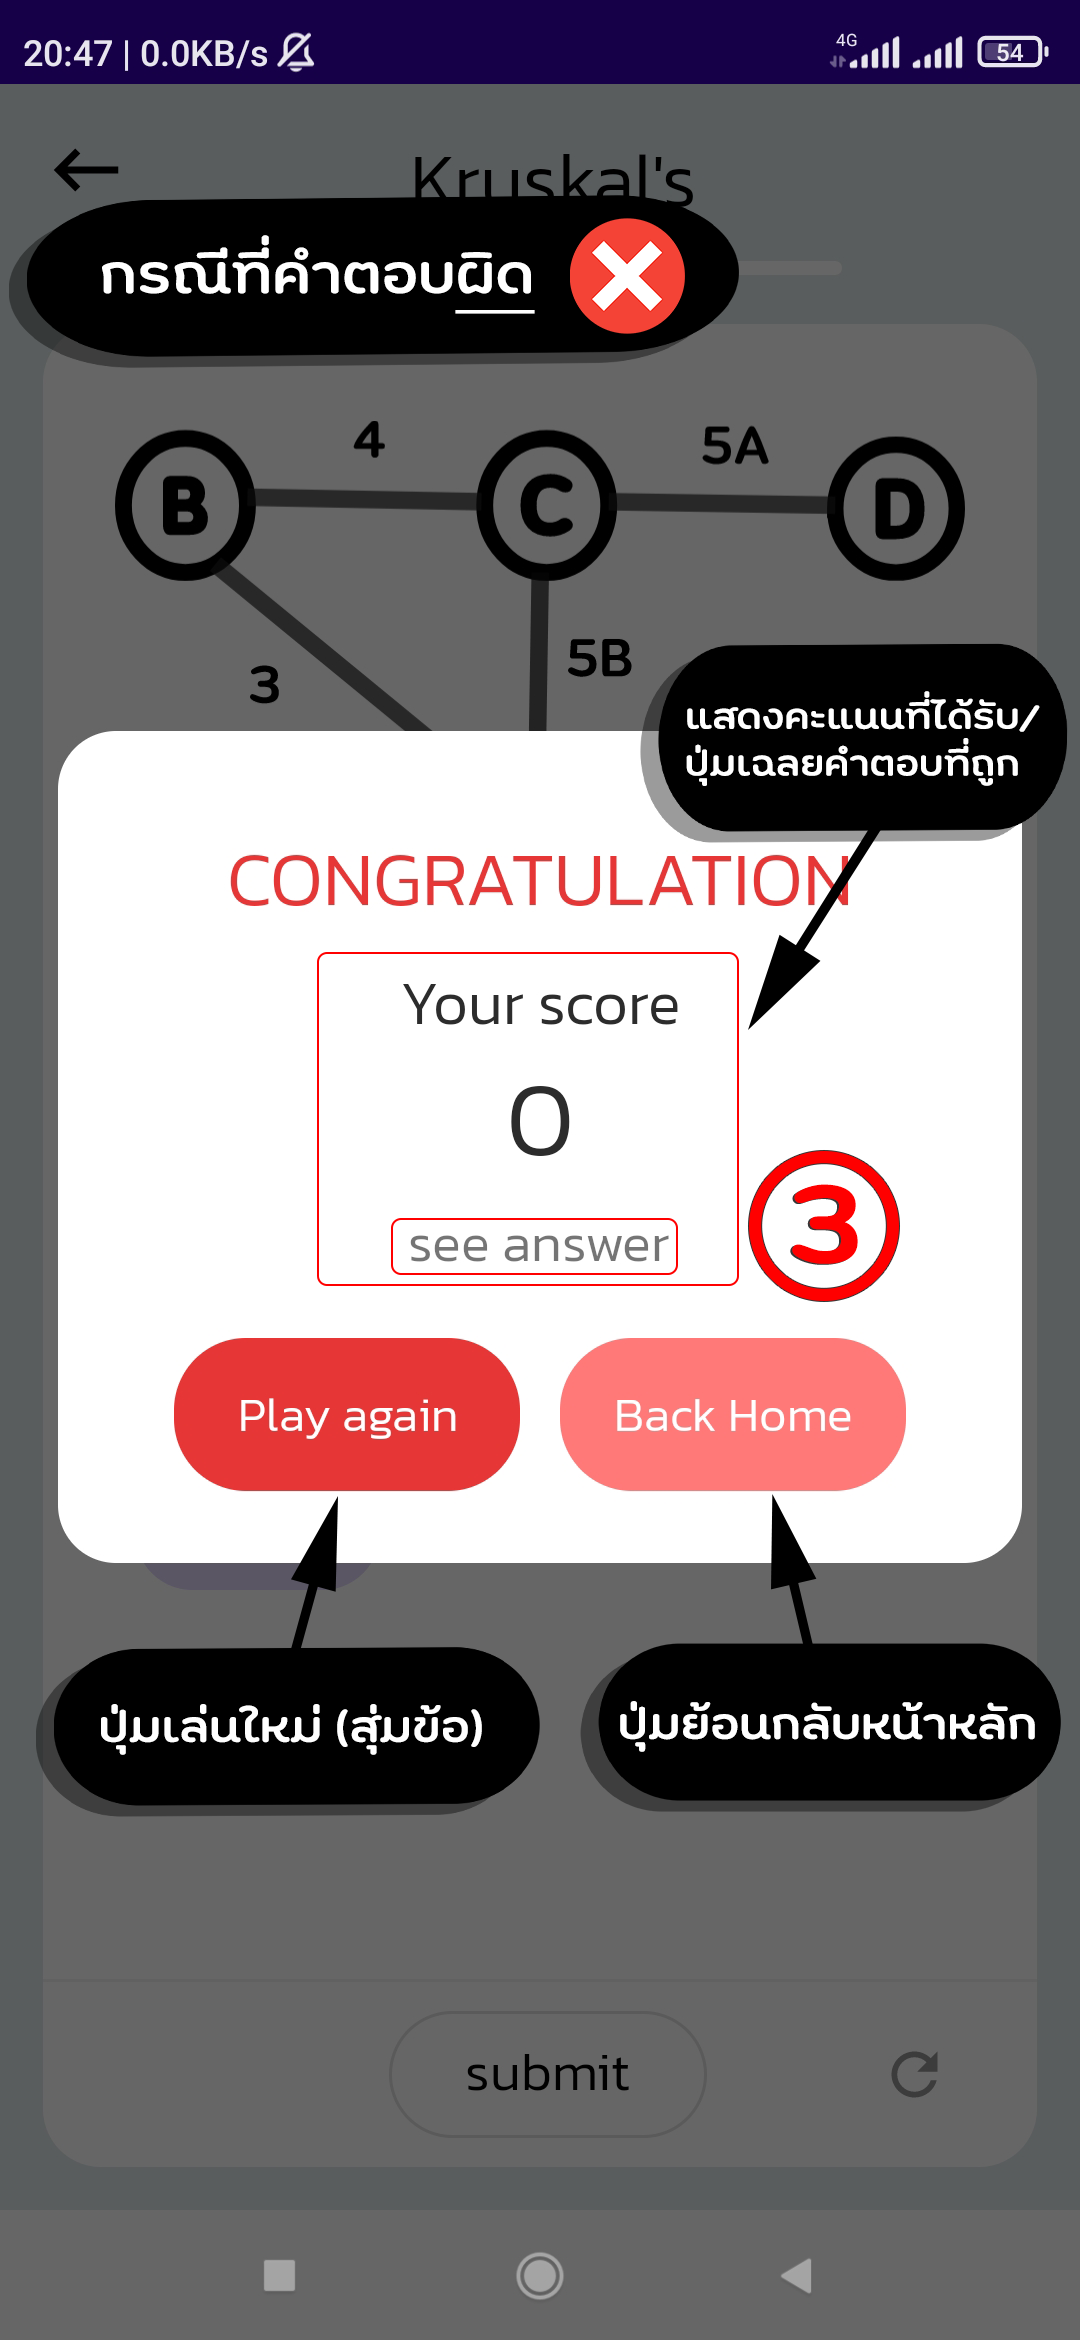 20:47 | 0.0KB/s
4G
54
Kruskal's
กรณีที่คำตอบผิด
4
5A
B
C
D
3
5B
แสดงคะแนนที่ได้รับ/
ปุ่มเฉลยคำตอบที่ถูก
CONGRATULATION
Your score
0
3
see answer
Play again
Back Home
ปุ่มเล่นใหม่ (สุ่มข้อ)
ปุ่มย้อนกลับหน้าหลัก
submit